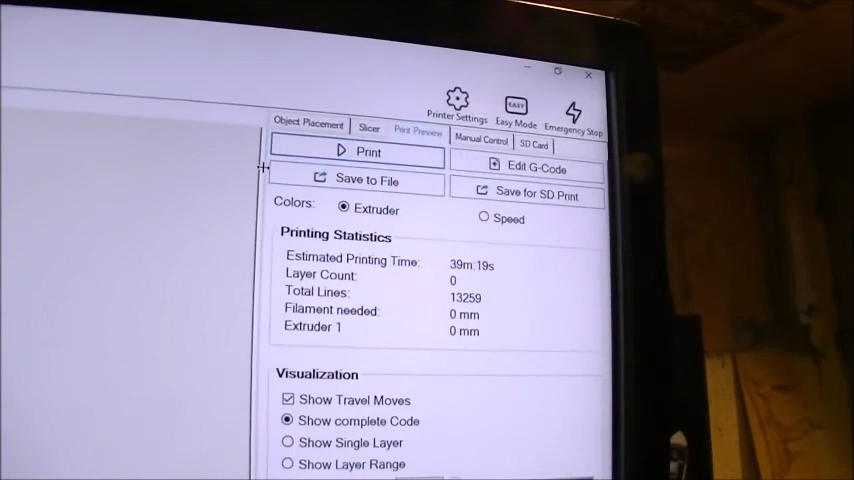 Printer Settings
EASY
Easy Mode
Emergency Stop
Object Placement
Slicer
Print Preview
Manual Control
SD Card
Print
Edit G-Code
Save to File
Save for SD Print
Colors:
Extruder
Speed
Printing Statistics
Estimated Printing Time: 39m:19s
Layer Count: 0
Total Lines: 13259
Filament needed: 0 mm
Extruder 1 0 mm
Visualization
Show Travel Moves
Show complete Code
Show Single Layer
Show Layer Range